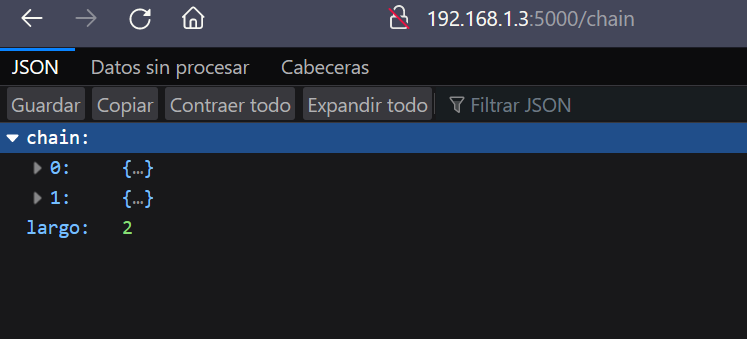 192.168.1.3:5000/chain
JSON Datos sin procesar Cabeceras
Guardar Copiar Contraer todo Expandir todo Filtrar JSON
chain:
0: {…}
1: {…}
largo: 2